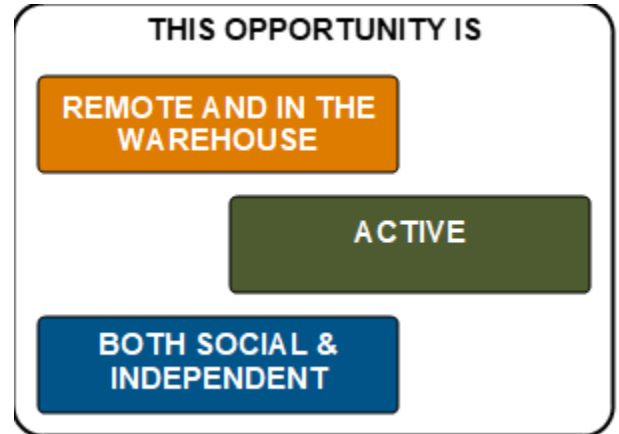 THIS OPPORTUNITY IS
REMOTE AND IN THE
WAREHOUSE
ACTIVE
BOTH SOCIAL &
INDEPENDENT